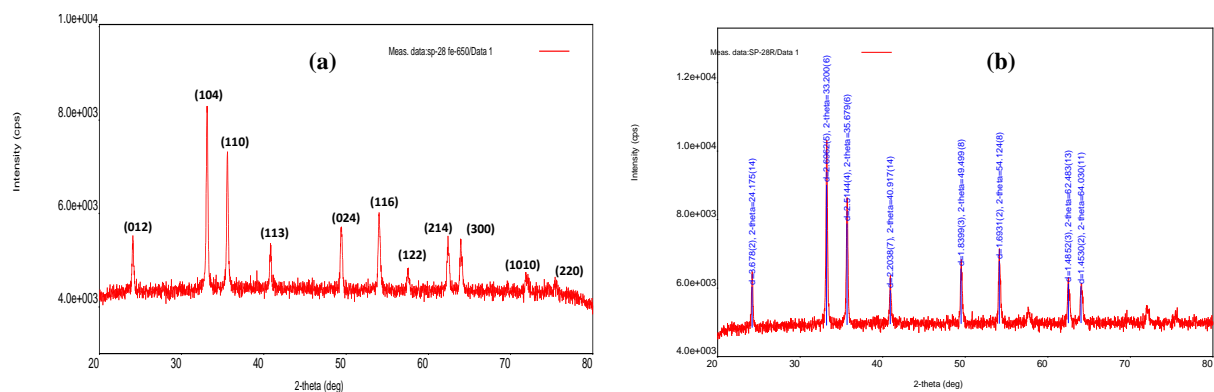 1.0e+004
8.0e+003
6.0e+003
4.0e+003
Intensity (cps)
Meas. data:sp-28 fe-650/Data 1
(a)
(012)
(104)
(110)
(113)
(024)
(116)
(122)
(214)
(300)
(1010)
(220)
20 30 40 50 60 70 80
2-theta (deg)
1.2e+004
1.0e+004
8.0e+003
6.0e+003
4.0e+003
Intensity (cps)
Meas. data:SP-28R/Data 1
(b)
d=3.678(2), 2-theta=24.175(14)
d=2.6962(5), 2-theta=33.200(6)
d=2.5144(4), 2-theta=35.679(6)
d=2.2038(7), 2-theta=40.917(14)
d=1.8399(3), 2-theta=49.499(8)
d=1.6931(2), 2-theta=54.124(8)
d=1.4852(3), 2-theta=62.483(13)
d=1.4530(2), 2-theta=64.030(11)
20 30 40 50 60 70 80
2-theta (deg)